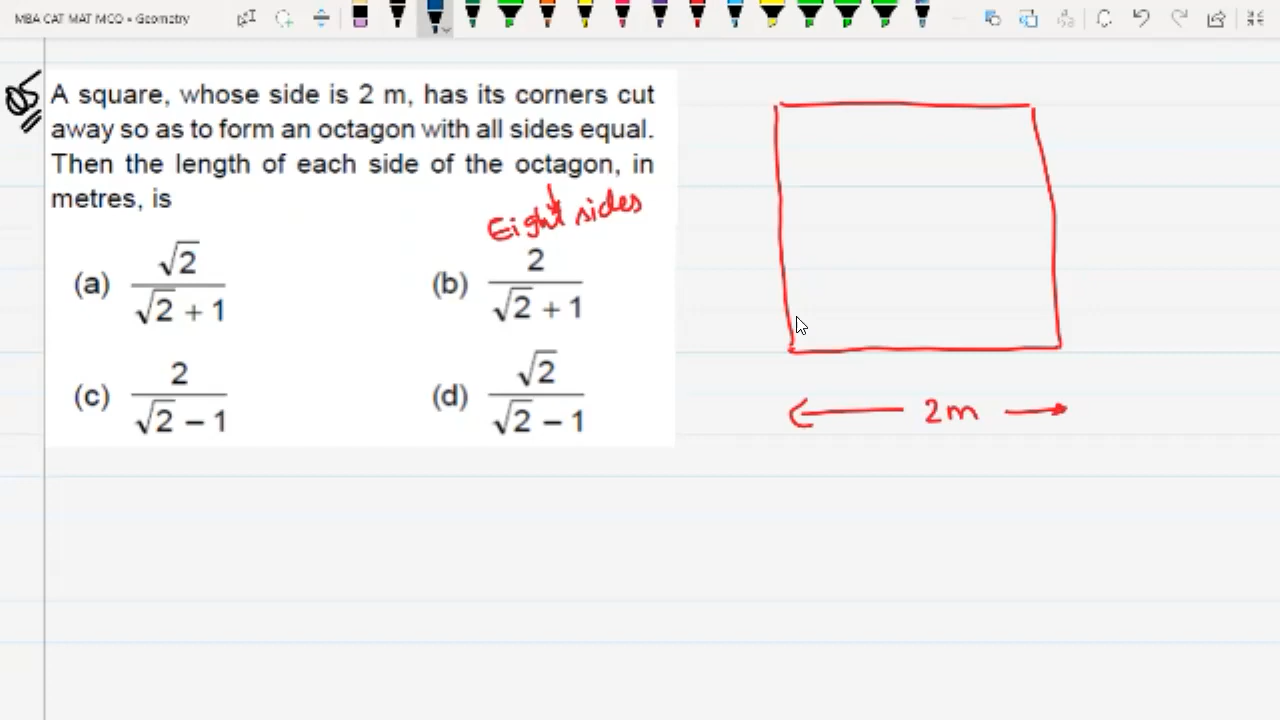 MBA CAT MAT MCQ • Geometry
Q5
A square, whose side is 2 m, has its corners cut
away so as to form an octagon with all sides equal.
Then the length of each side of the octagon, in
metres, is
Eight sides
(a) √2 / (√2 + 1)
(b) 2 / (√2 + 1)
(c) 2 / (√2 – 1)
(d) √2 / (√2 – 1)
2m